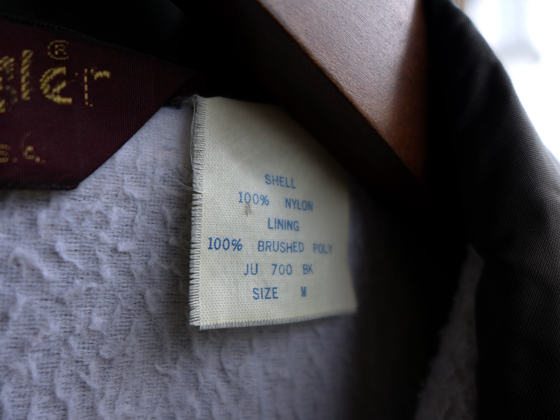 SHELL
100% NYLON
LINING
100% BRUSHED POLY
JU 700 BK
SIZE M